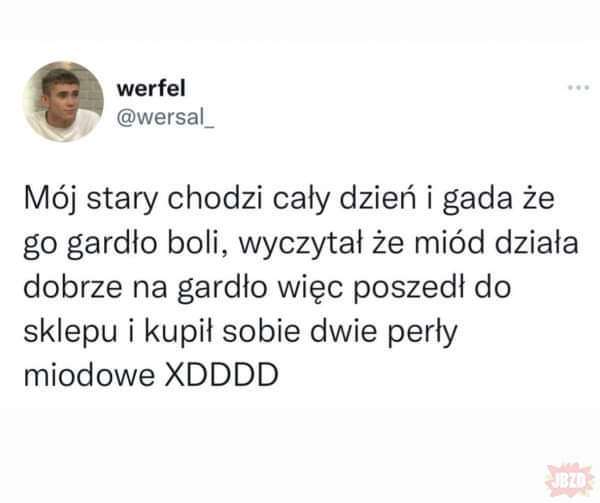 werfel
@wersal_
Mój stary chodzi cały dzień i gada że
go gardło boli, wyczytał że miód działa
dobrze na gardło więc poszedł do
sklepu i kupił sobie dwie perły
miodowe XDDDD
JBZD